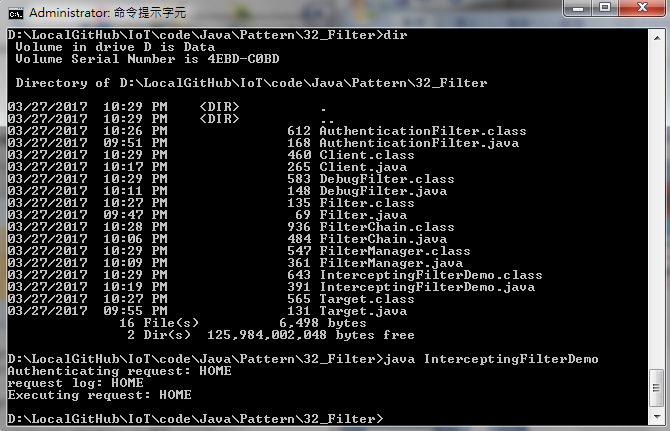 Administrator: 命令提示字元
D:\LocalGitHub\IoT\code\Java\Pattern\32_Filter>dir
 Volume in drive D is Data
 Volume Serial Number is 4EBD-C0BD
 Directory of D:\LocalGitHub\IoT\code\Java\Pattern\32_Filter
03/27/2017  10:29 PM    <DIR>          .
03/27/2017  10:29 PM    <DIR>          ..
03/27/2017  10:26 PM               612 AuthenticationFilter.class
03/27/2017  09:51 PM               168 AuthenticationFilter.java
03/27/2017  10:29 PM               460 Client.class
03/27/2017  10:17 PM               265 Client.java
03/27/2017  10:29 PM               583 DebugFilter.class
03/27/2017  10:11 PM               148 DebugFilter.java
03/27/2017  10:27 PM               135 Filter.class
03/27/2017  09:47 PM                69 Filter.java
03/27/2017  10:28 PM               936 FilterChain.class
03/27/2017  10:06 PM               484 FilterChain.java
03/27/2017  10:29 PM               547 FilterManager.class
03/27/2017  10:09 PM               361 FilterManager.java
03/27/2017  10:29 PM               643 InterceptingFilterDemo.class
03/27/2017  10:19 PM               391 InterceptingFilterDemo.java
03/27/2017  10:27 PM               565 Target.class
03/27/2017  09:55 PM               131 Target.java
              16 File(s)          6,498 bytes
               2 Dir(s)  125,984,002,048 bytes free
D:\LocalGitHub\IoT\code\Java\Pattern\32_Filter>java InterceptingFilterDemo
Authenticating request: HOME
request log: HOME
Executing request: HOME
D:\LocalGitHub\IoT\code\Java\Pattern\32_Filter>